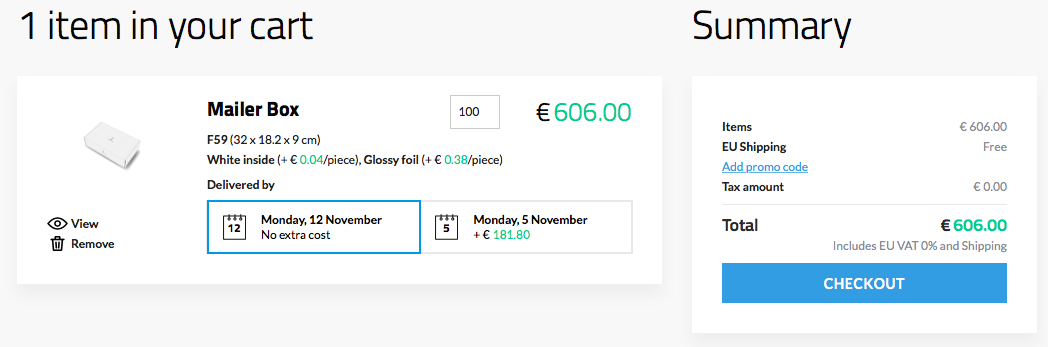 1 item in your cart
Mailer Box
100
€ 606.00
F59 (32 x 18.2 x 9 cm)
White inside (+ € 0.04/piece), Glossy foil (+ € 0.38/piece)
Delivered by
12
Monday, 12 November
No extra cost
5
Monday, 5 November
+ € 181.80
View
Remove
Summary
Items € 606.00
EU Shipping Free
Add promo code
Tax amount € 0.00
Total € 606.00
Includes EU VAT 0% and Shipping
CHECKOUT